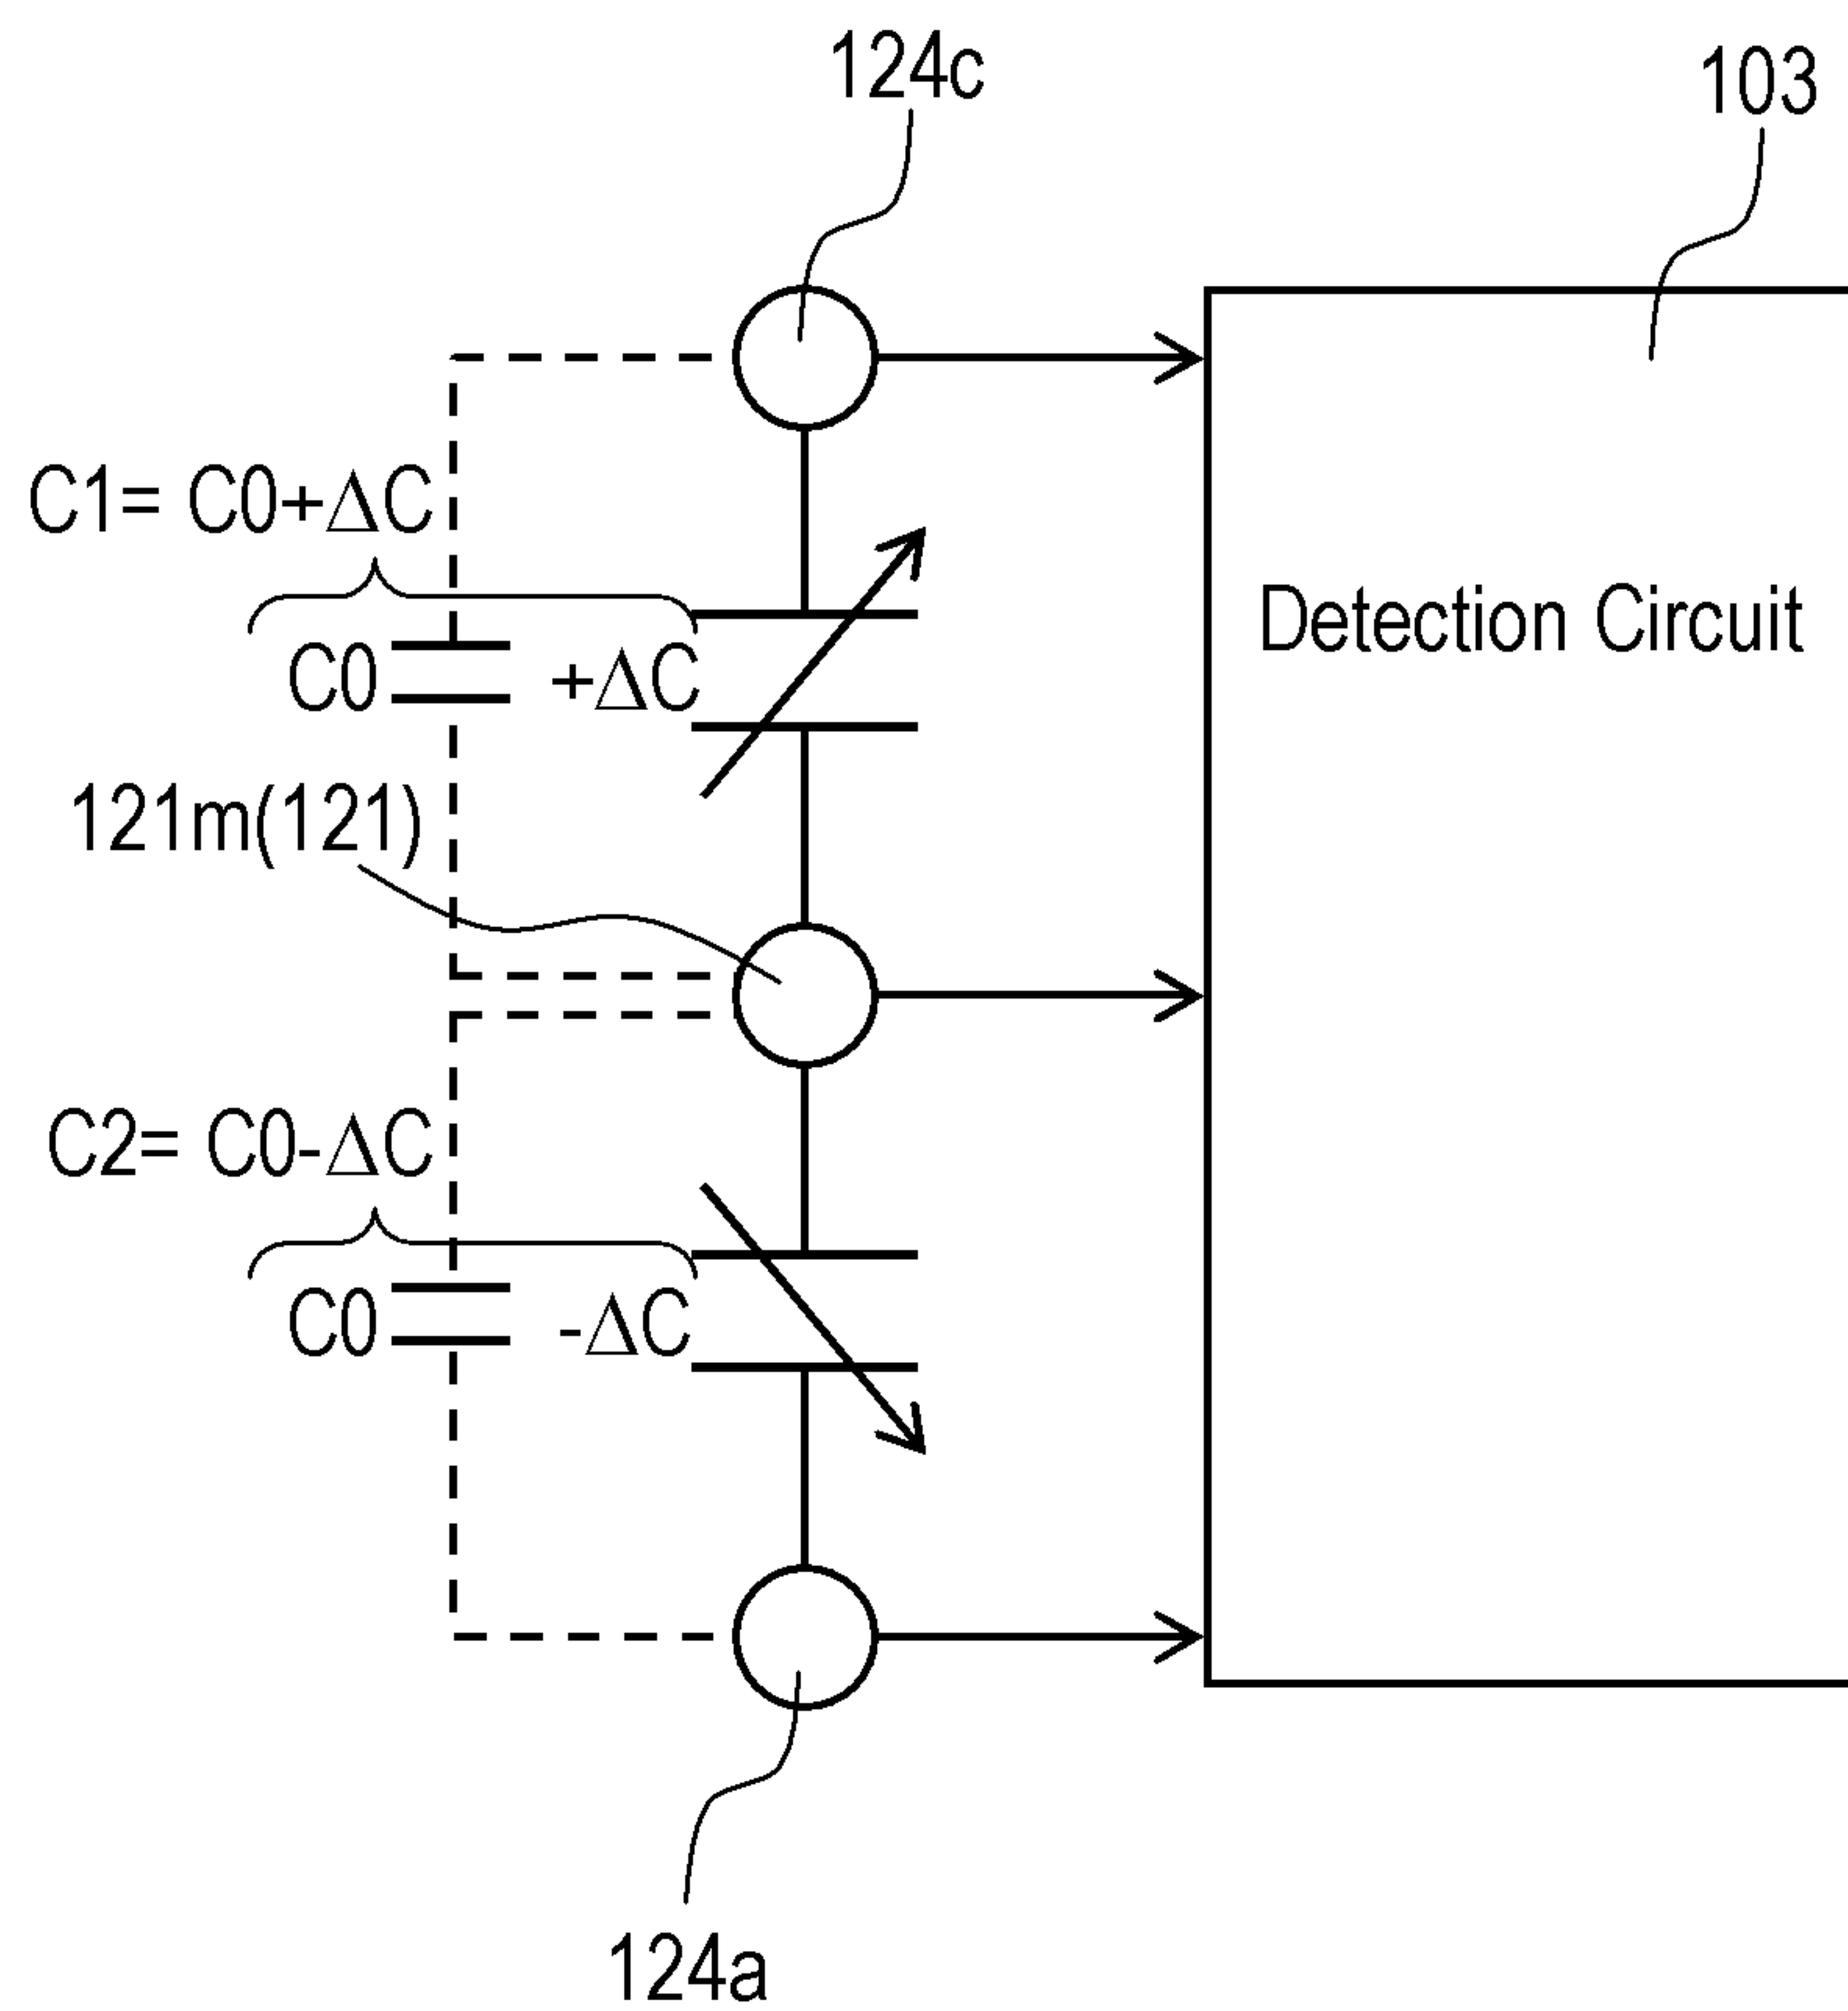 124c
103
C1= C0+ΔC
Detection Circuit
C0
+ΔC
121m(121)
C2= C0-ΔC
C0
-ΔC
124a